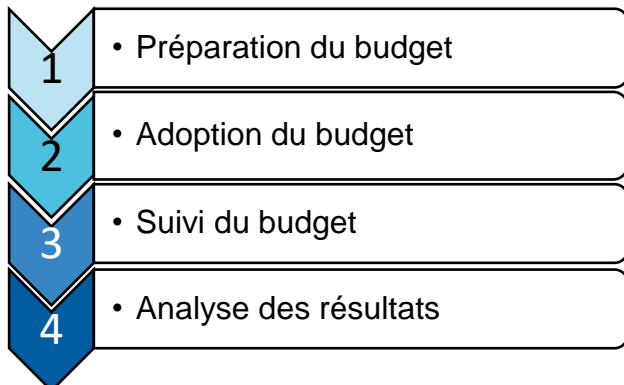 1
• Préparation du budget
2
• Adoption du budget
3
• Suivi du budget
4
• Analyse des résultats